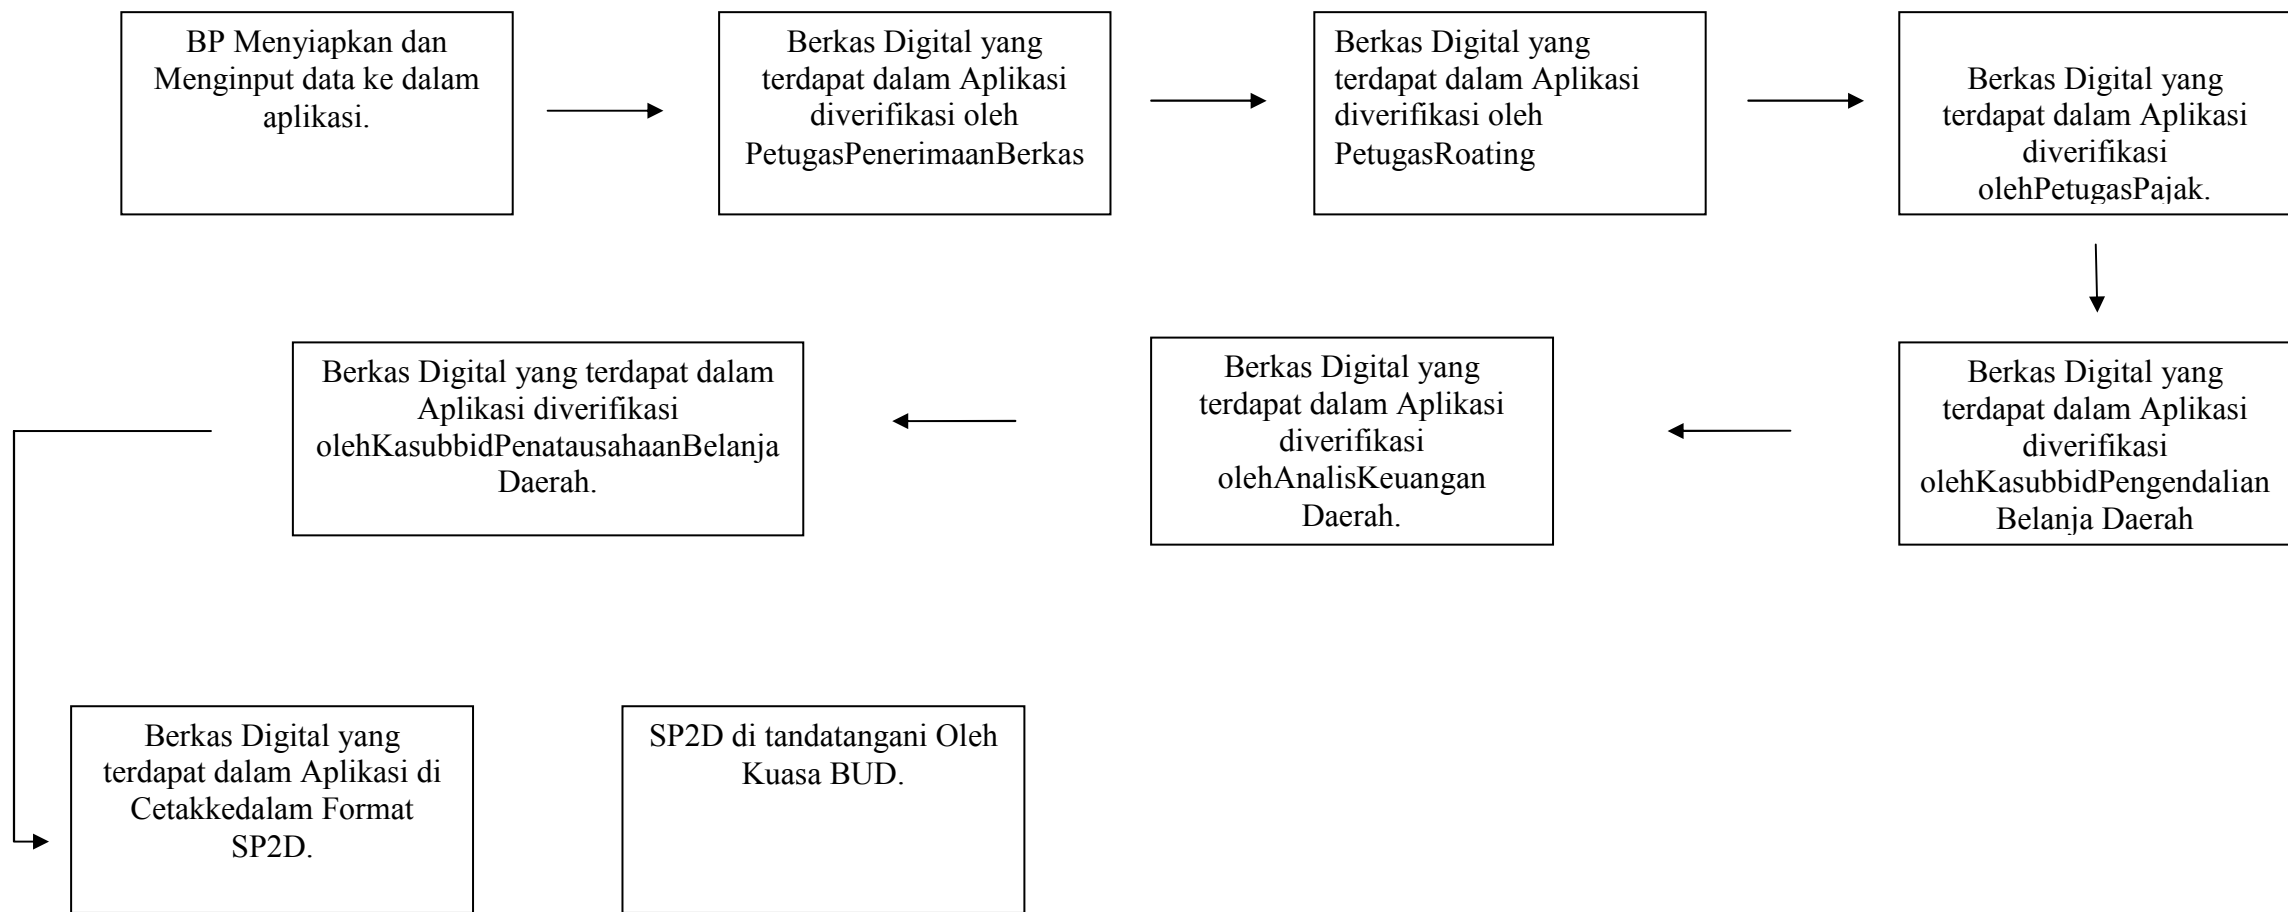 BP Menyiapkan dan
Menginput data ke dalam
aplikasi.
Berkas Digital yang
terdapat dalam Aplikasi
diverifikasi oleh
PetugasPenerimaanBerkas
Berkas Digital yang
terdapat dalam Aplikasi
diverifikasi oleh
PetugasRoating
Berkas Digital yang
terdapat dalam Aplikasi
diverifikasi
olehPetugasPajak.
Berkas Digital yang
terdapat dalam Aplikasi
diverifikasi
olehKasubbidPengendalian
Belanja Daerah
Berkas Digital yang
terdapat dalam Aplikasi
diverifikasi
olehAnalisKeuangan
Daerah.
Berkas Digital yang terdapat dalam
Aplikasi diverifikasi
olehKasubbidPenatausahaanBelanja
Daerah.
Berkas Digital yang
terdapat dalam Aplikasi di
Cetakkedalam Format
SP2D.
SP2D di tandatangani Oleh
Kuasa BUD.